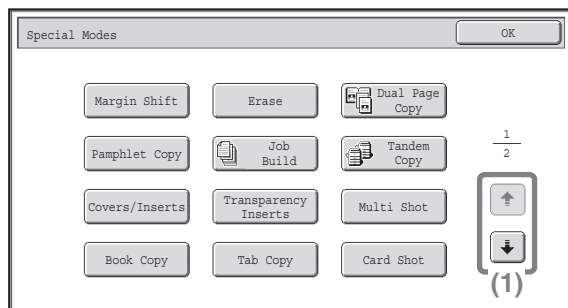 Special Modes OK
Margin Shift Erase Dual Page
Copy
Pamphlet Copy Job
Build Tandem
Copy
1
2
Covers/Inserts Transparency
Inserts Multi Shot
Book Copy Tab Copy Card Shot
(1)